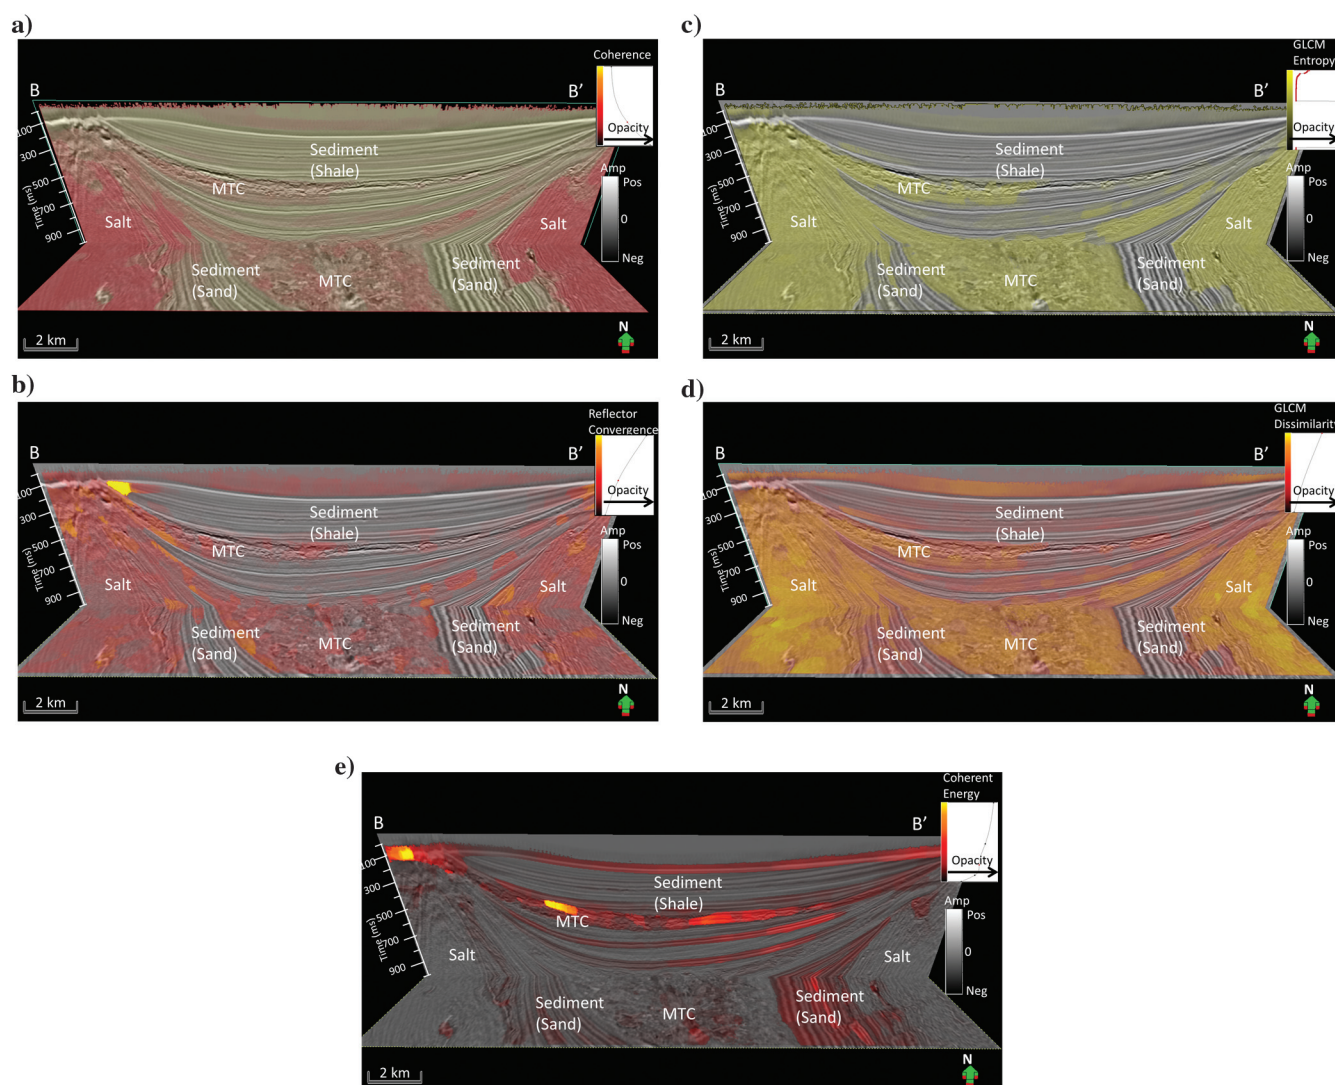 a)
Coherence
B
B’
Opacity
Amp
Pos
0
Neg
100
300
500
700
900
Time (ms)
Sediment
(Shale)
MTC
Salt
Salt
Sediment
(Sand)
MTC
Sediment
(Sand)
2 km
N
c)
GLCM
Entropy
B
B’
Opacity
Amp
Pos
0
Neg
100
300
500
700
900
Time (ms)
Sediment
(Shale)
MTC
Salt
Salt
Sediment
(Sand)
MTC
Sediment
(Sand)
2 km
N
b)
Reflector
Convergence
B
B’
Opacity
Amp
Pos
0
Neg
100
300
500
700
900
Time (ms)
Sediment
(Shale)
MTC
Salt
Salt
Sediment
(Sand)
MTC
Sediment
(Sand)
2 km
N
d)
GLCM
Dissimilarity
B
B’
Opacity
Amp
Pos
0
Neg
100
300
500
700
900
Time (ms)
Sediment
(Shale)
MTC
Salt
Salt
Sediment
(Sand)
MTC
Sediment
(Sand)
2 km
N
e)
Coherent
Energy
B
B’
Opacity
Amp
Pos
0
Neg
100
300
500
700
900
Time (ms)
Sediment
(Shale)
MTC
Salt
Salt
Sediment
(Sand)
MTC
Sediment
(Sand)
2 km
N